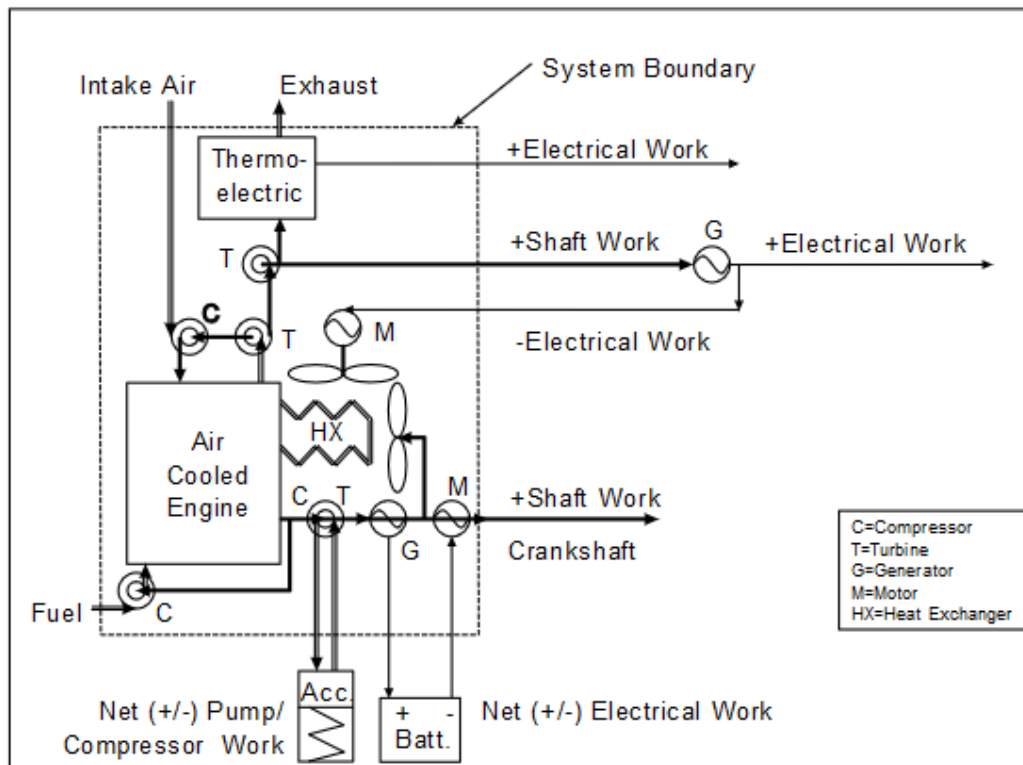 System Boundary
Intake Air
Exhaust
Thermo-
electric
+Electrical Work
T
+Shaft Work
G
+Electrical Work
C
T
M
-Electrical Work
Air
Cooled
Engine
HX
C
T
M
+Shaft Work
G
Crankshaft
Fuel
C
C=Compressor
T=Turbine
G=Generator
M=Motor
HX=Heat Exchanger
Acc.
Net (+/-) Pump/
Compressor Work
+ -
Batt.
Net (+/-) Electrical Work